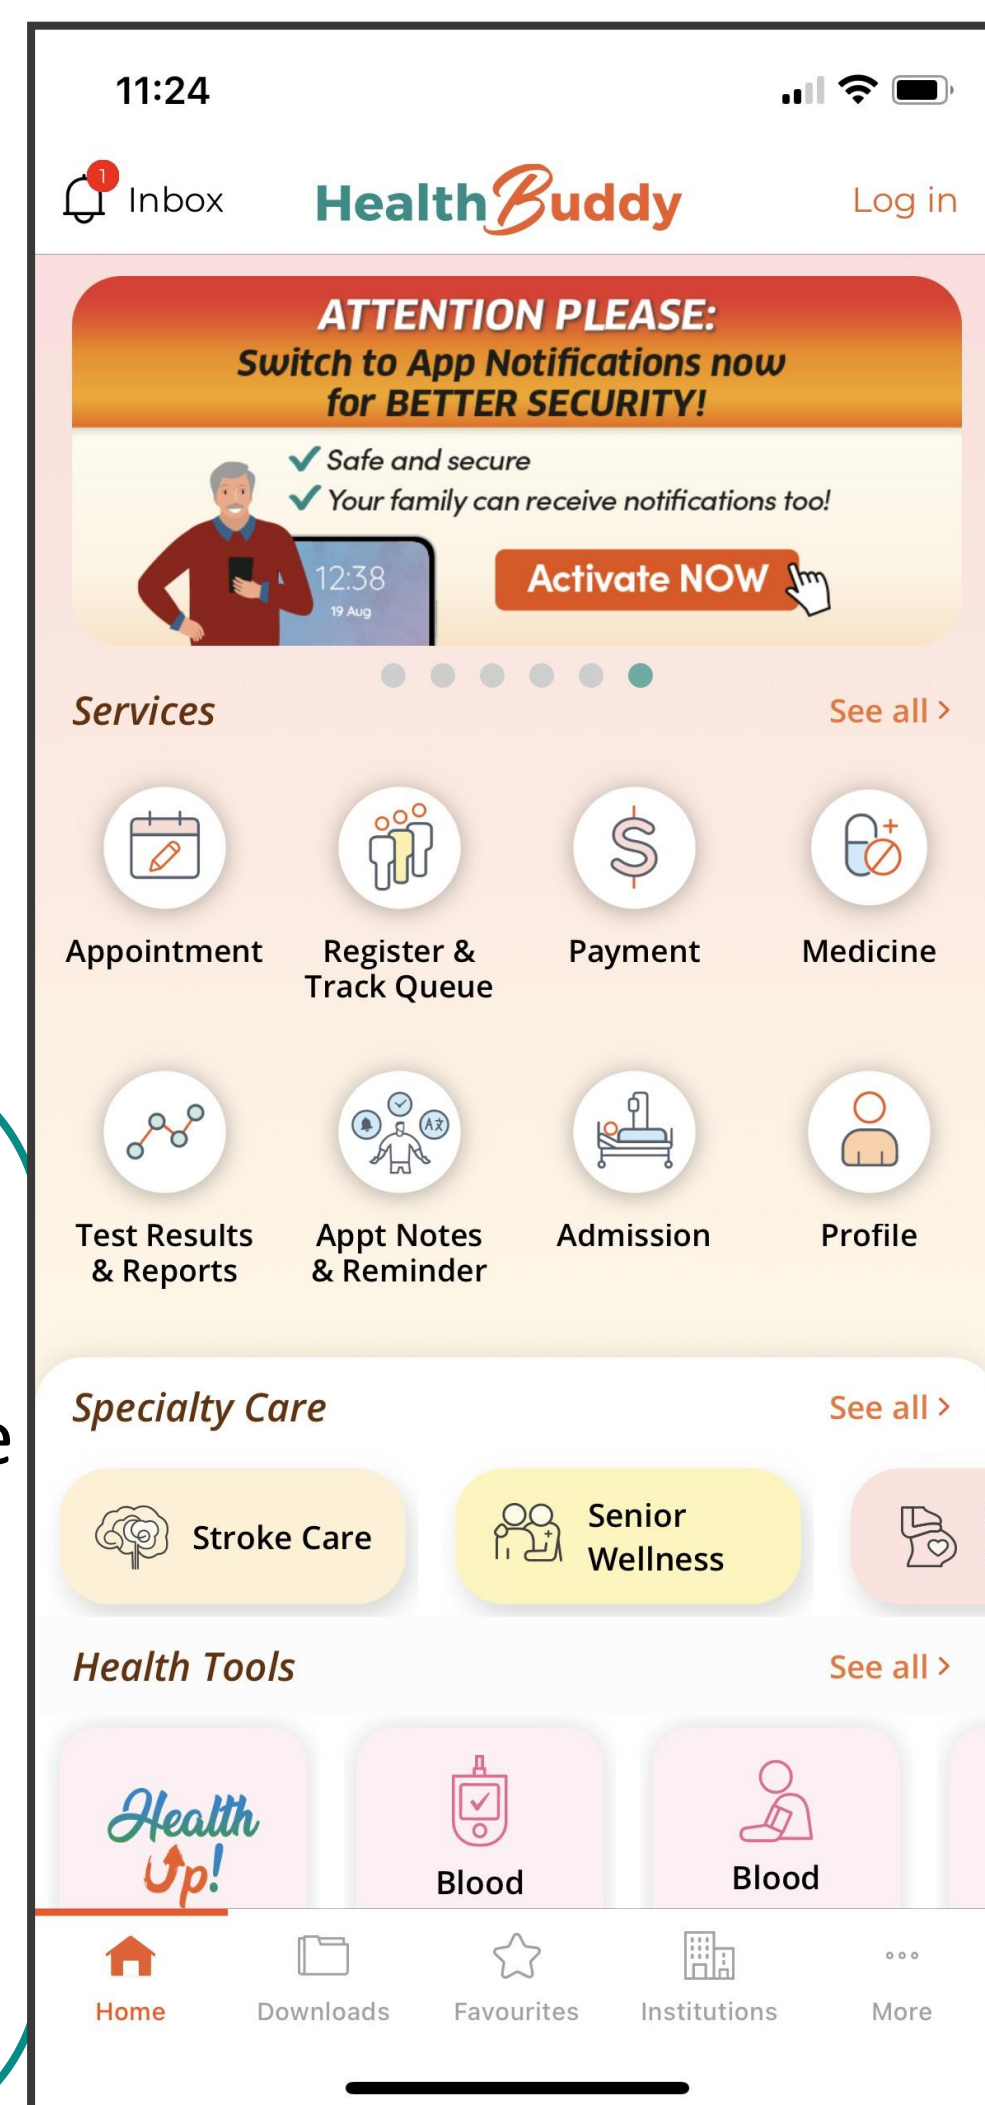 11:24
1
Inbox
HealthBuddy
Log in
ATTENTION PLEASE:
Switch to App Notifications now
for BETTER SECURITY!
Safe and secure
Your family can receive notifications too!
12:38
19 Aug
Activate NOW
Services
See all >
Appointment
Register &
Track Queue
Payment
Medicine
A文
Test Results
& Reports
Appt Notes
& Reminder
Admission
Profile
Specialty Care
See all >
e
Stroke Care
Senior
Wellness
Health Tools
See all >
Health
Up!
Blood
Blood
Home
Downloads
Favourites
Institutions
More